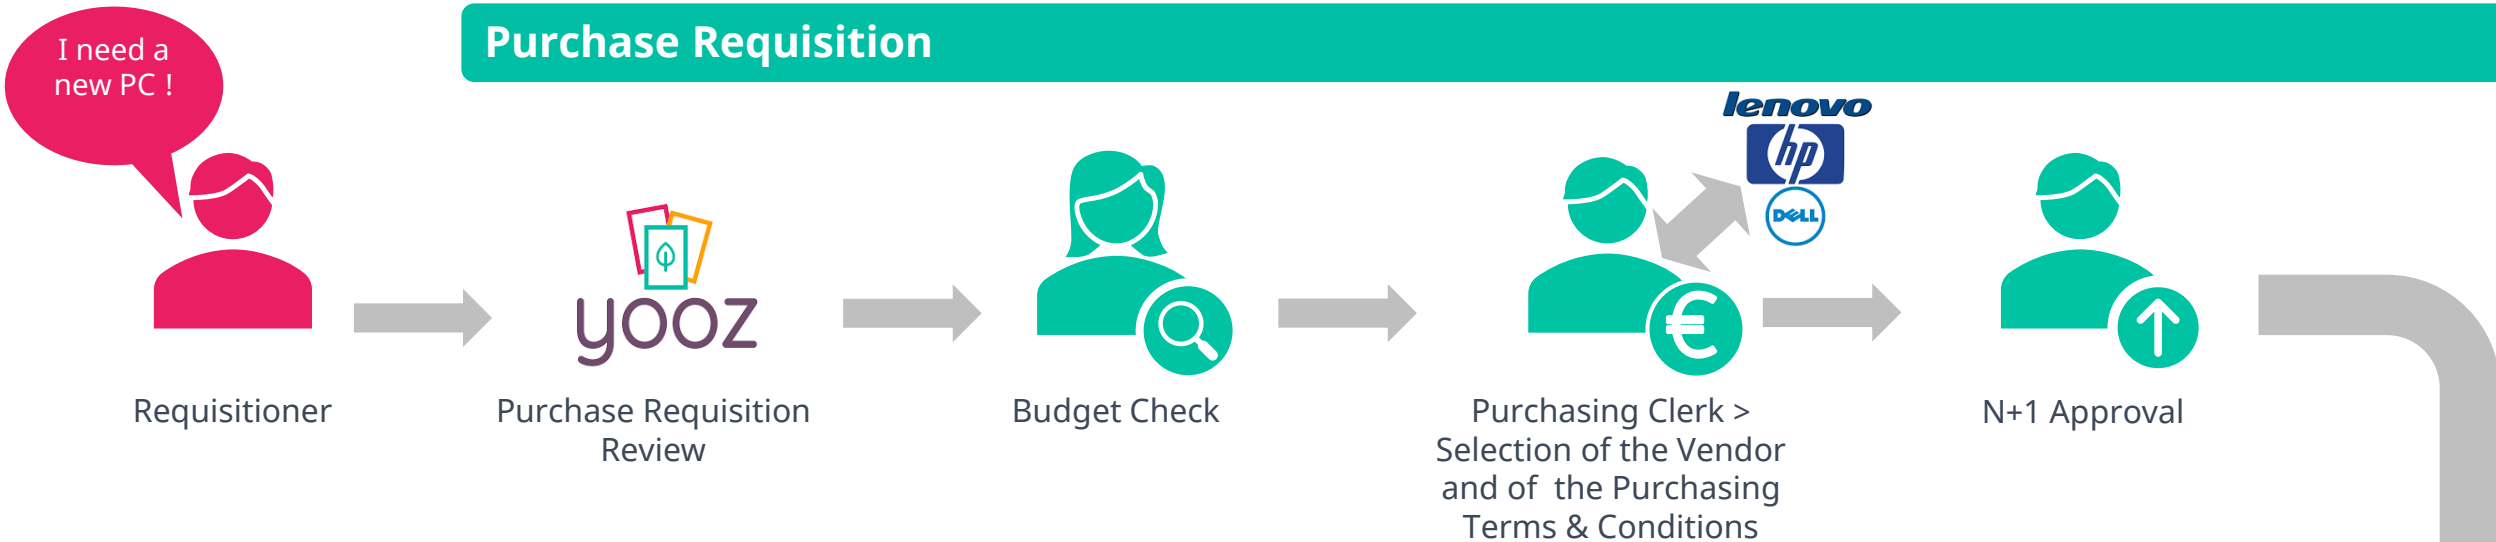 I need a
new PC !
Purchase Requisition
lenovo
hp
DELL
yooz
€
Requisitioner
Purchase Requisition
Review
Budget Check
Purchasing Clerk >
Selection of the Vendor
and of  the Purchasing
Terms & Conditions
N+1 Approval